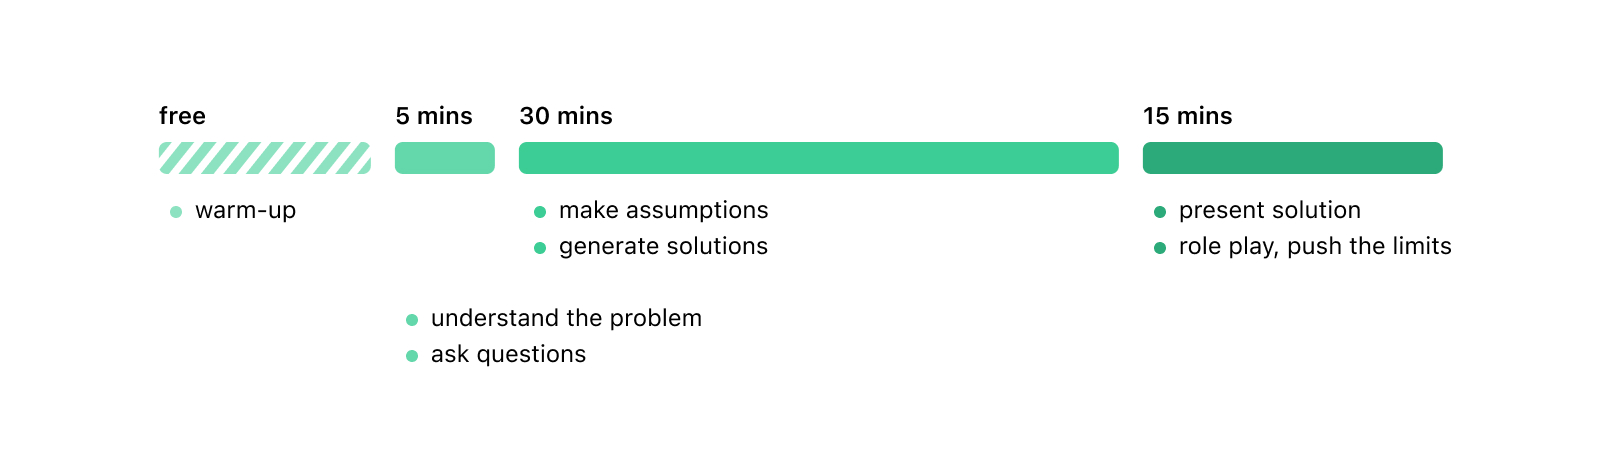 free
warm-up
5 mins
understand the problem
ask questions
30 mins
make assumptions
generate solutions
15 mins
present solution
role play, push the limits